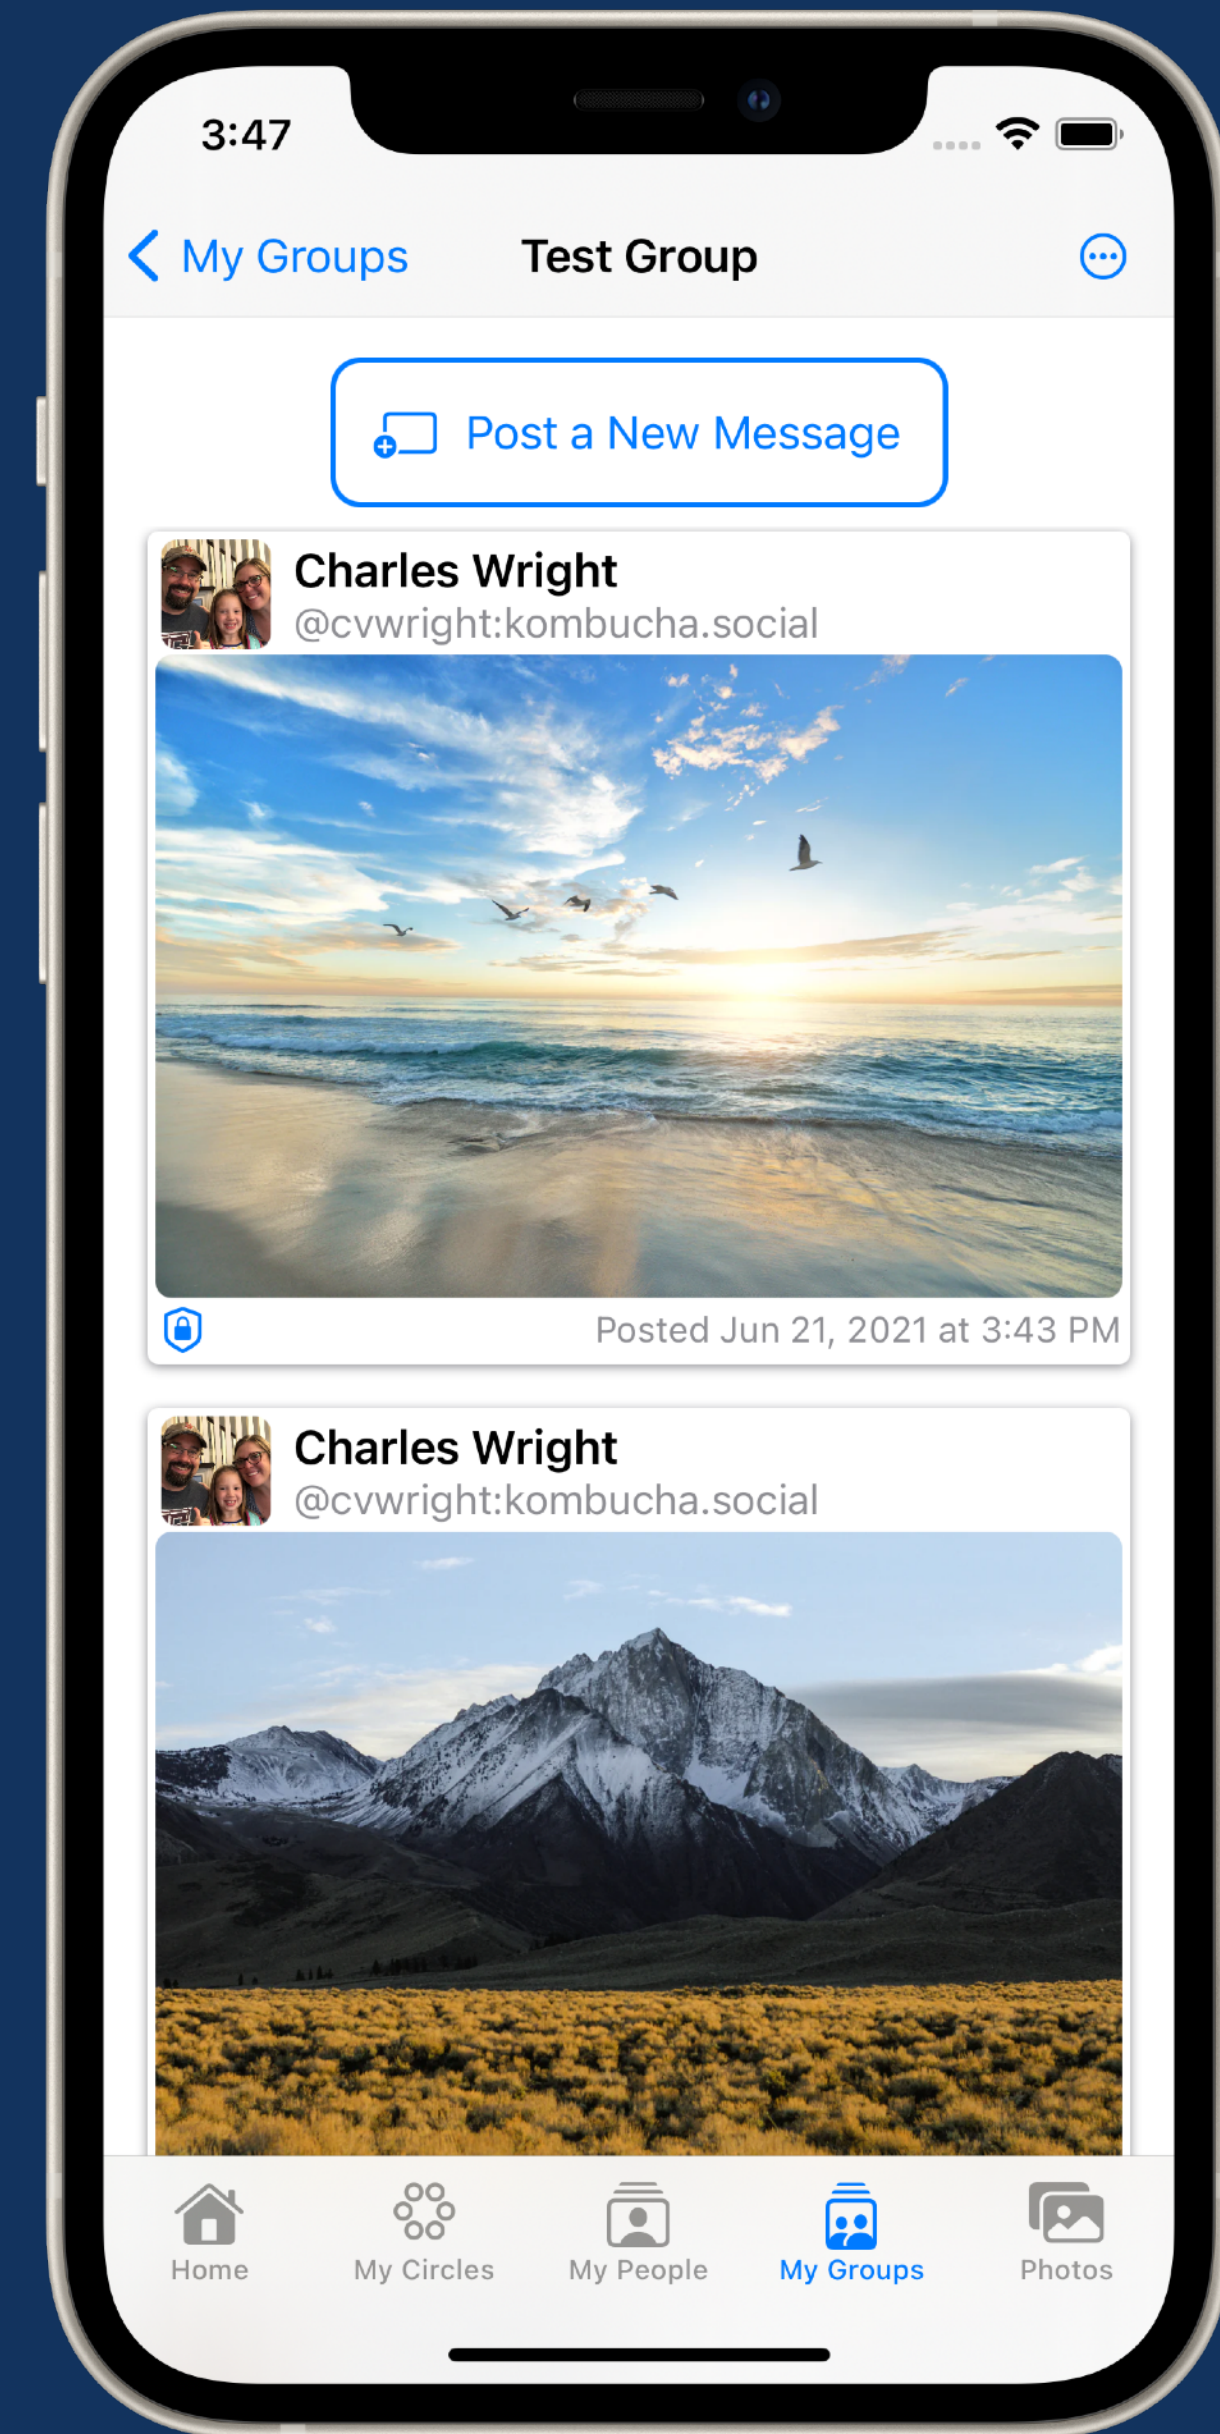 3:47
My Groups
Test Group
Post a New Message
Charles Wright
@cvwright:kombucha.social
Posted Jun 21, 2021 at 3:43 PM
Charles Wright
@cvwright:kombucha.social
Home
My Circles
My People
My Groups
Photos